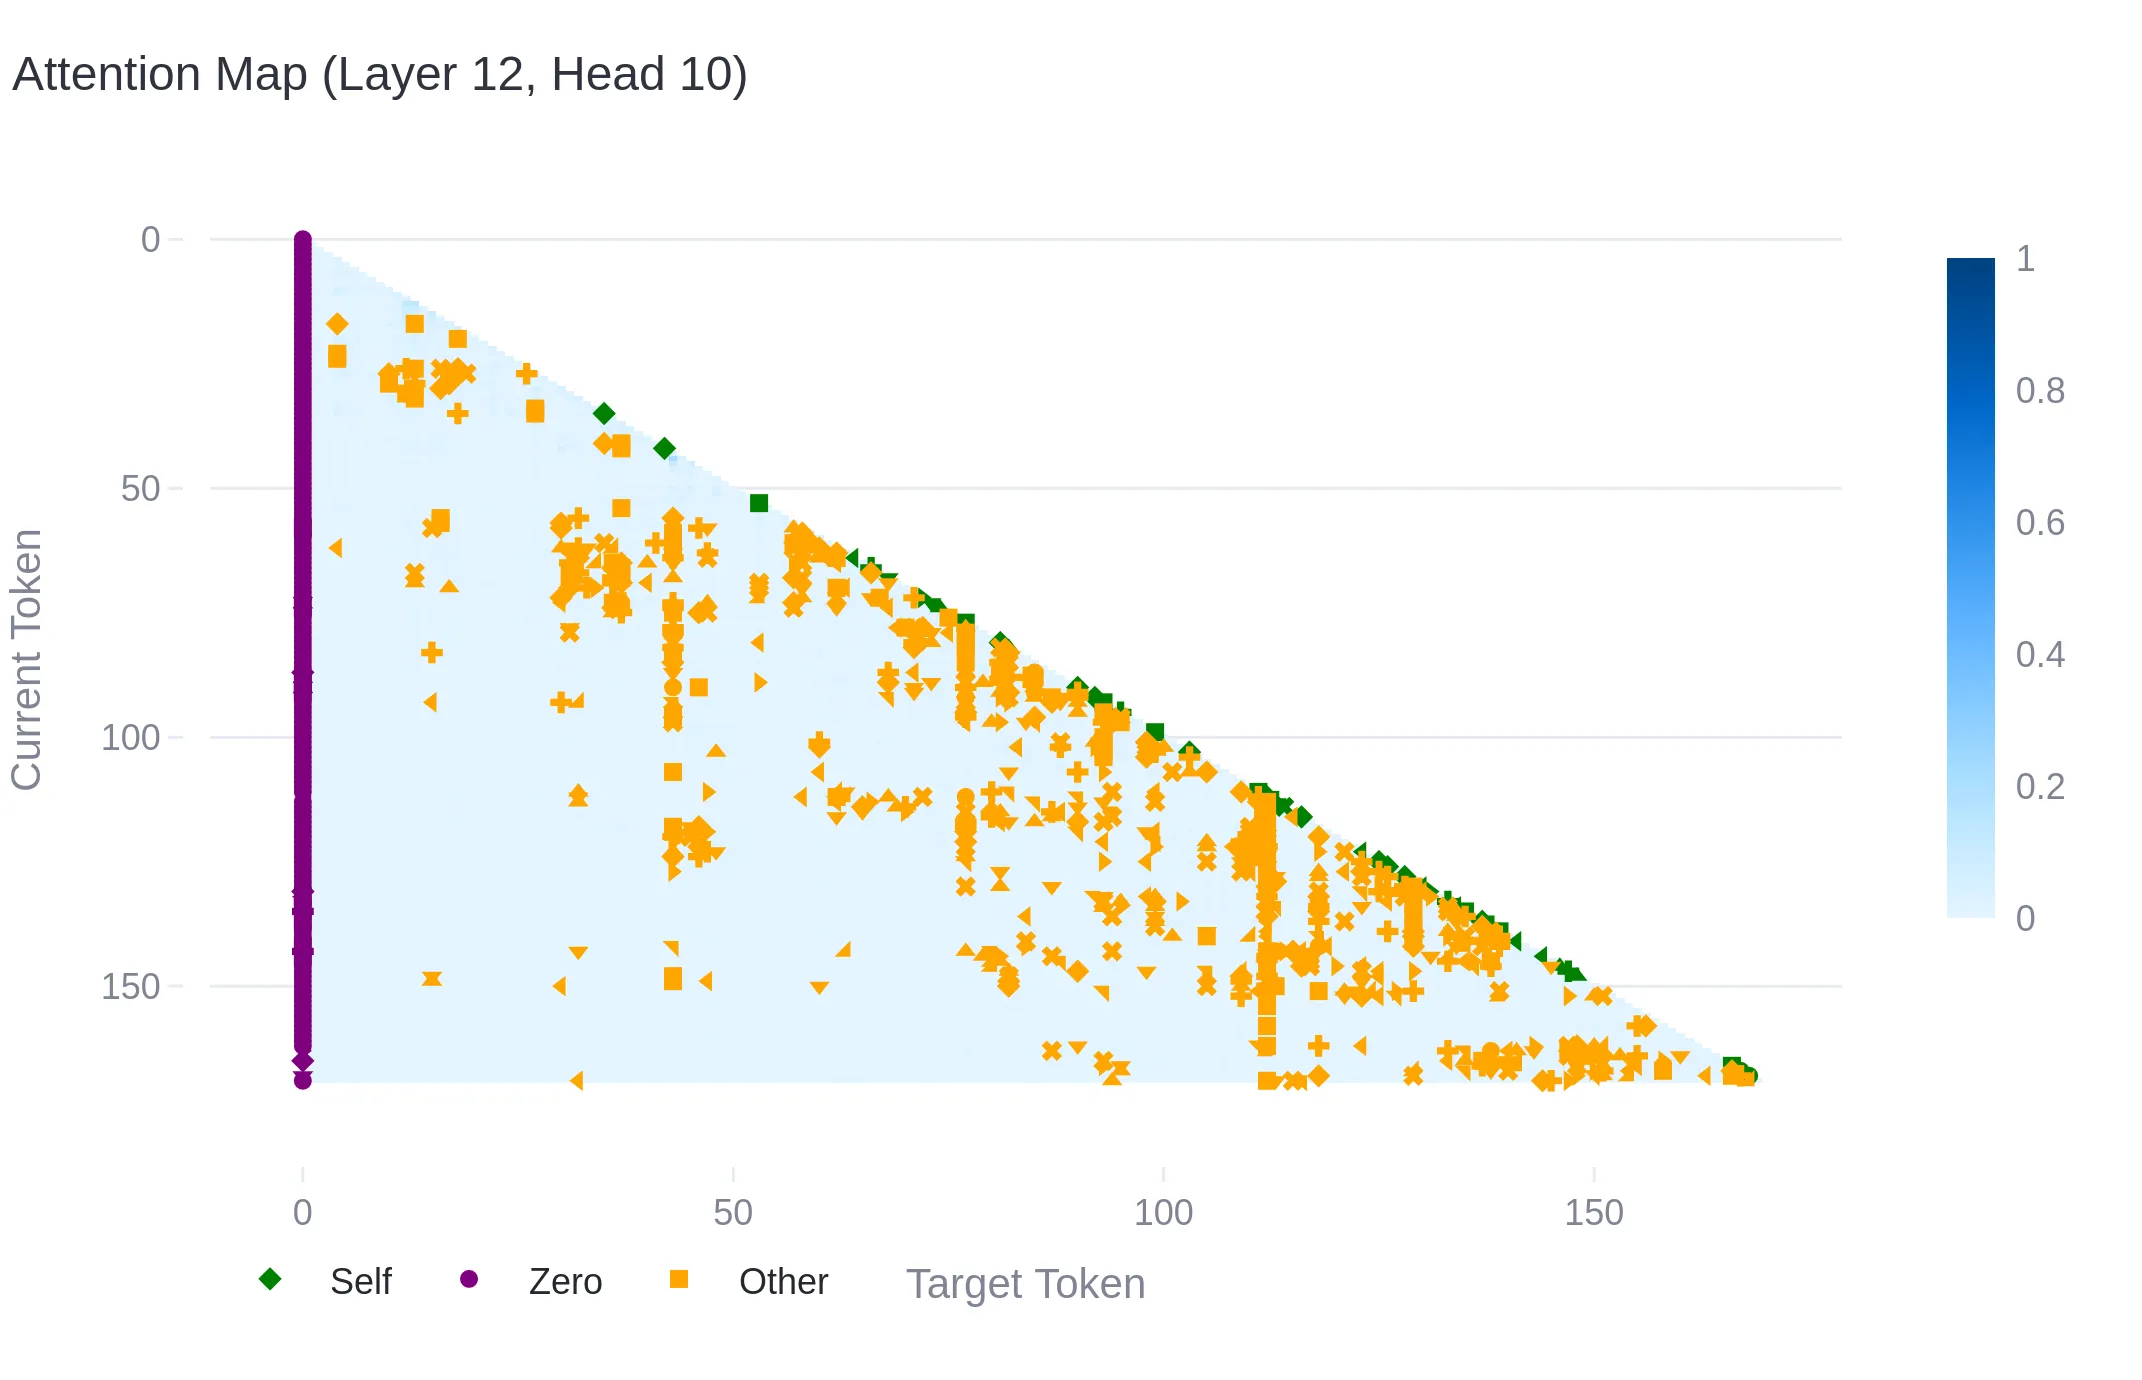 Attention Map (Layer 12, Head 10)
0
50
100
150
Current Token
1
0.8
0.6
0.4
0.2
0
0 50 100 150
Self Zero Other Target Token